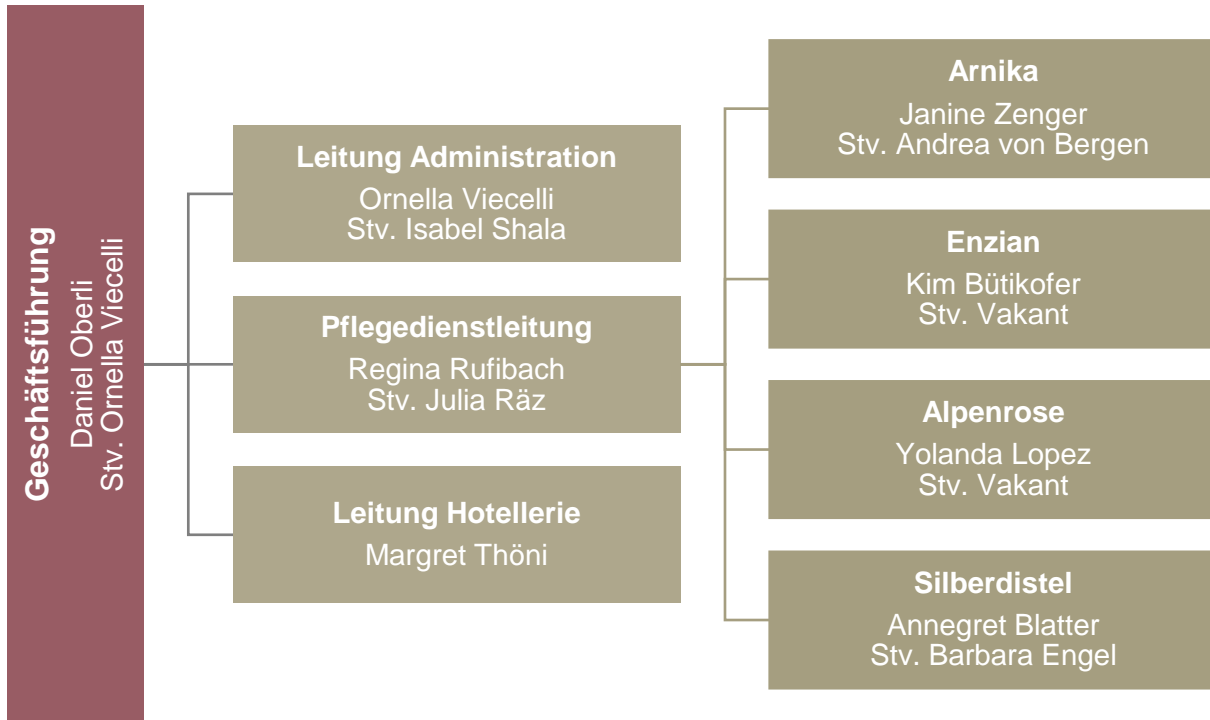 Geschäftsführung
Daniel Oberli
Stv. Ornella Viecelli
Leitung Administration
Ornella Viecelli
Stv. Isabel Shala
Pflegedienstleitung
Regina Rufibach
Stv. Julia Räz
Leitung Hotellerie
Margret Thöni
Arnika
Janine Zenger
Stv. Andrea von Bergen
Enzian
Kim Bütikofer
Stv. Vakant
Alpenrose
Yolanda Lopez
Stv. Vakant
Silberdistel
Annegret Blatter
Stv. Barbara Engel